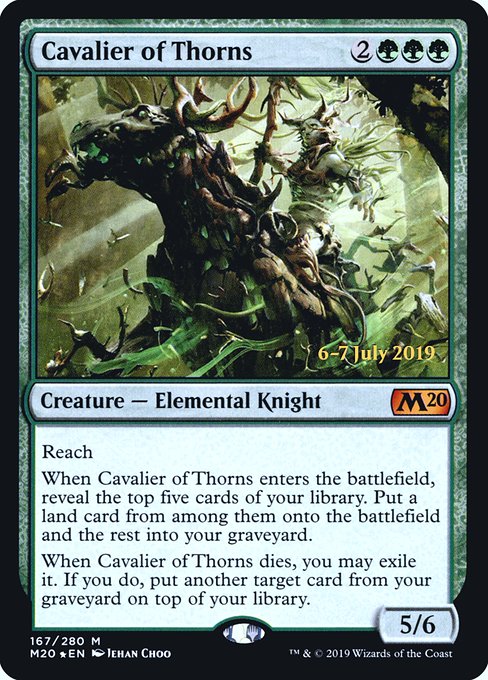 Cavalier of Thorns 2
6–7 July 2019
Creature — Elemental Knight M20
Reach
When Cavalier of Thorns enters the battlefield,
reveal the top five cards of your library. Put a
land card from among them onto the battlefield
and the rest into your graveyard.
When Cavalier of Thorns dies, you may exile
it. If you do, put another target card from your
graveyard on top of your library.
5/6
167/280 M
M20 ★ EN Jehan Choo ™ & © 2019 Wizards of the Coast